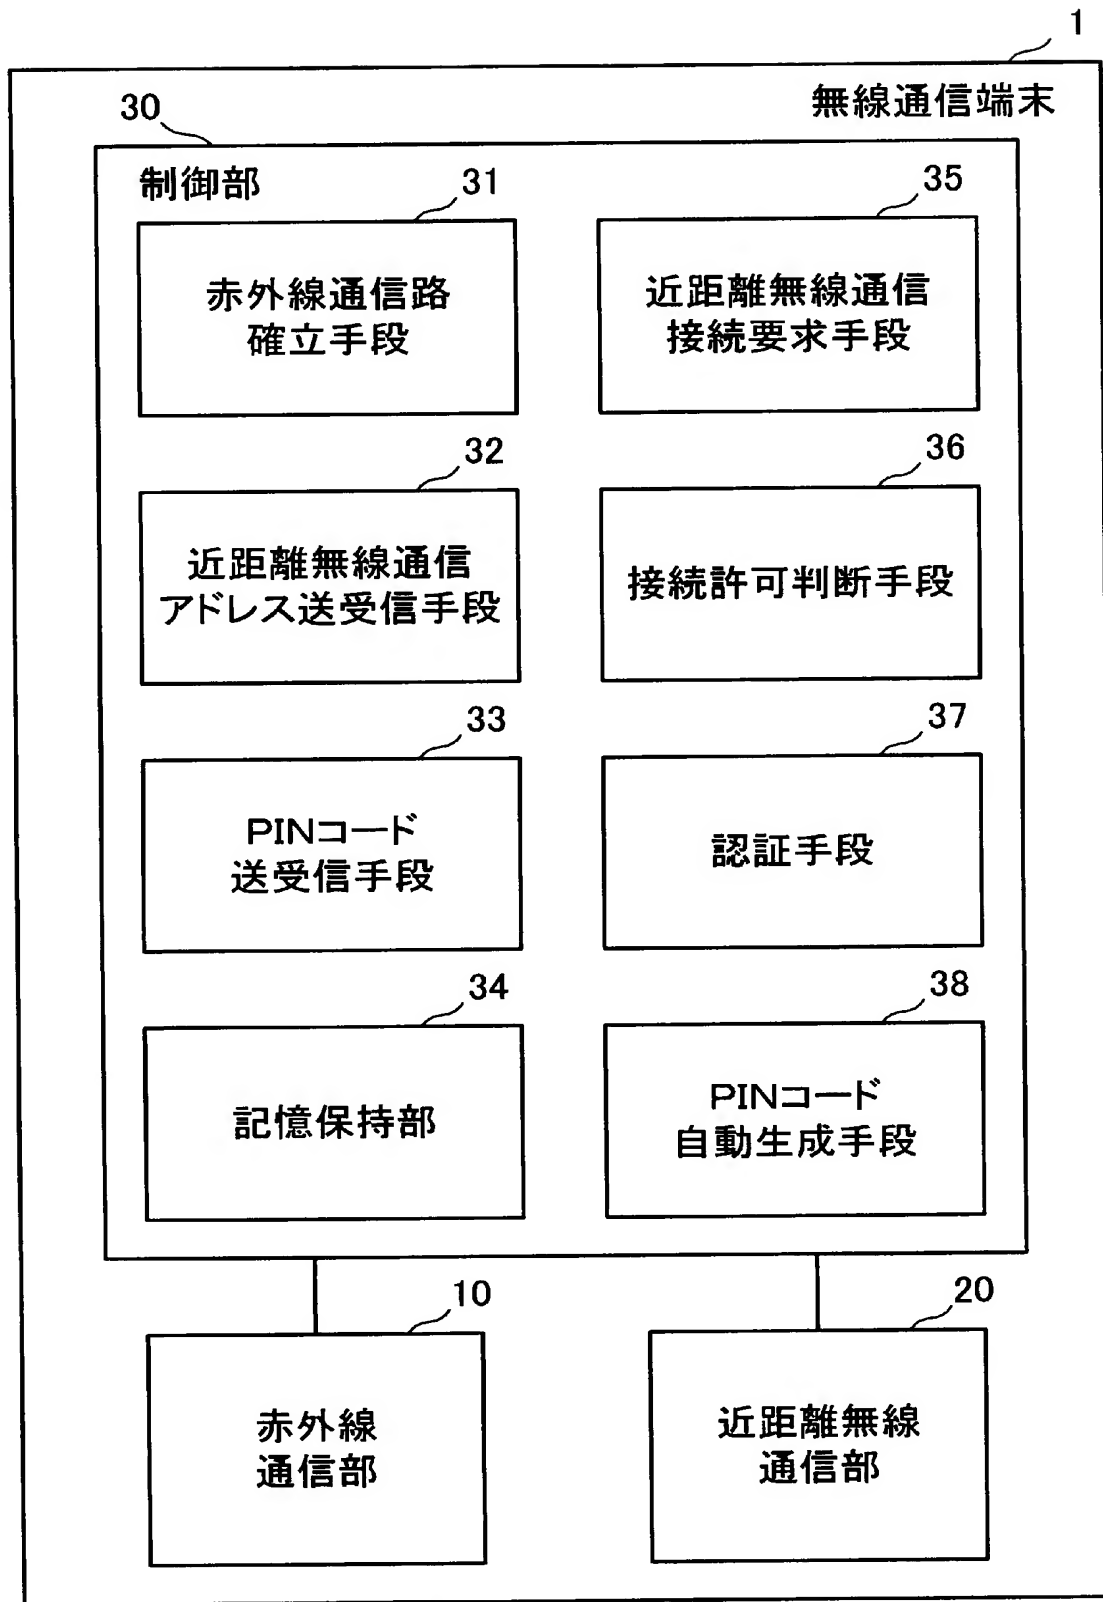 1
無線通信端末
30
制御部
31
赤外線通信路
確立手段
35
近距離無線通信
接続要求手段
32
近距離無線通信
アドレス送受信手段
36
接続許可判断手段
33
PINコード
送受信手段
37
認証手段
34
記憶保持部
38
PINコード
自動生成手段
10
赤外線
通信部
20
近距離無線
通信部